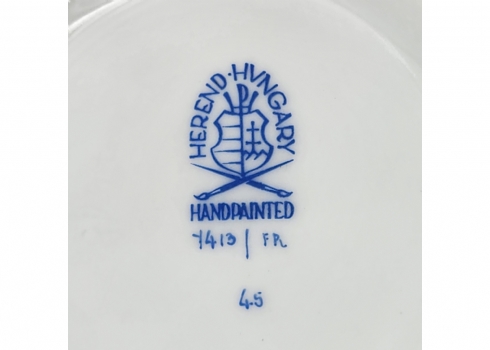 HEREND·HVNGARY
HANDPAINTED
7413/FR
45